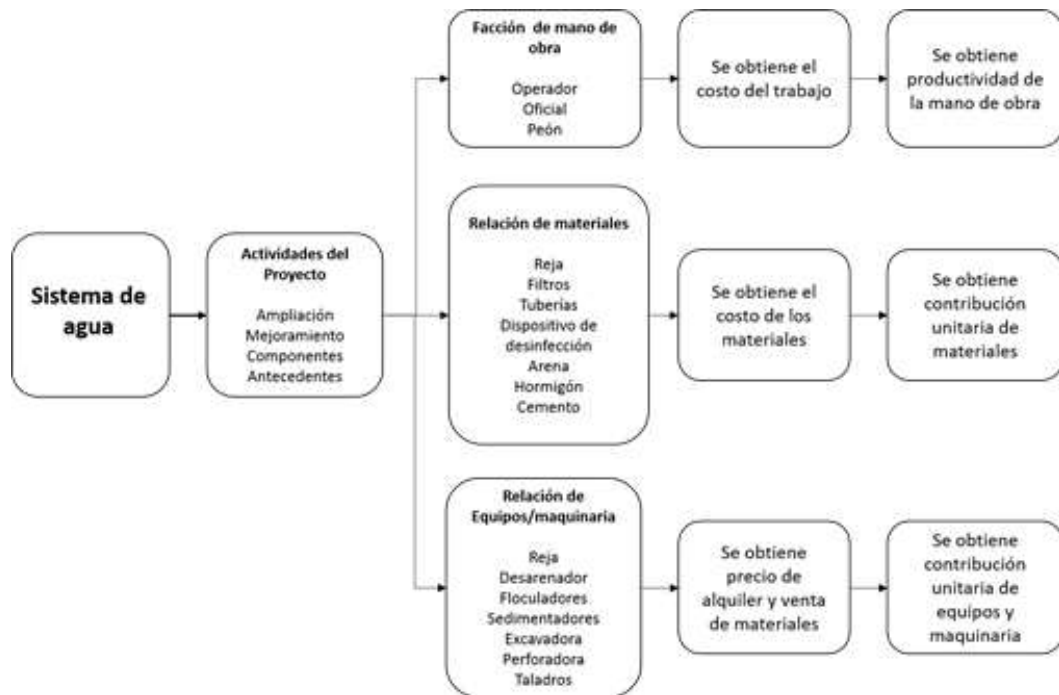 Sistema de
agua
Actividades del
Proyecto
Ampliación
Mejoramiento
Componentes
Antecedentes
Facción de mano de
obra
Operador
Oficial
Peón
Se obtiene el
costo del trabajo
Se obtiene
productividad de
la mano de obra
Relación de materiales
Reja
Filtros
Tuberías
Dispositivo de
desinfección
Arena
Hormigón
Cemento
Se obtiene el
costo de los
materiales
Se obtiene
contribución
unitaria de
materiales
Relación de
Equipos/maquinaria
Reja
Desarenador
Floculadores
Sedimentadores
Excavadora
Perforadora
Taladros
Se obtiene
precio de
alquiler y venta
de materiales
Se obtiene
contribución
unitaria de
equipos y
maquinaria